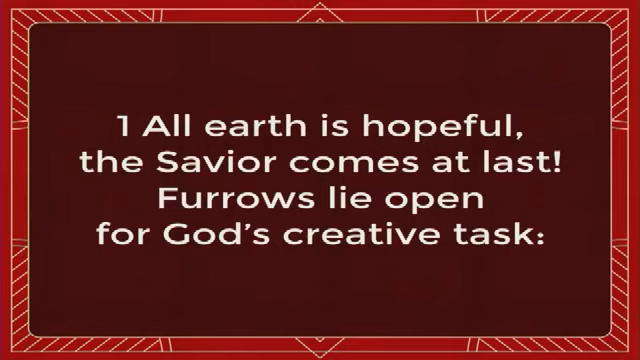 1 All earth is hopeful,
the Savior comes at last!
Furrows lie open
for God's creative task: